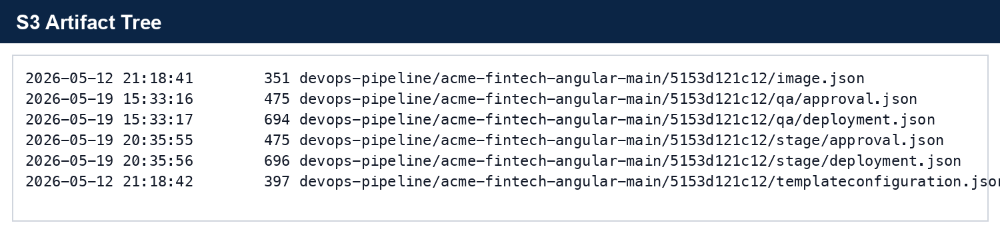 S3 Artifact Tree
2026-05-12 21:18:41        351 devops-pipeline/acme-fintech-angular-main/5153d121c12/image.json
2026-05-19 15:33:16        475 devops-pipeline/acme-fintech-angular-main/5153d121c12/qa/approval.json
2026-05-19 15:33:17        694 devops-pipeline/acme-fintech-angular-main/5153d121c12/qa/deployment.json
2026-05-19 20:35:55        475 devops-pipeline/acme-fintech-angular-main/5153d121c12/stage/approval.json
2026-05-19 20:35:56        696 devops-pipeline/acme-fintech-angular-main/5153d121c12/stage/deployment.json
2026-05-12 21:18:42        397 devops-pipeline/acme-fintech-angular-main/5153d121c12/templateconfiguration.json